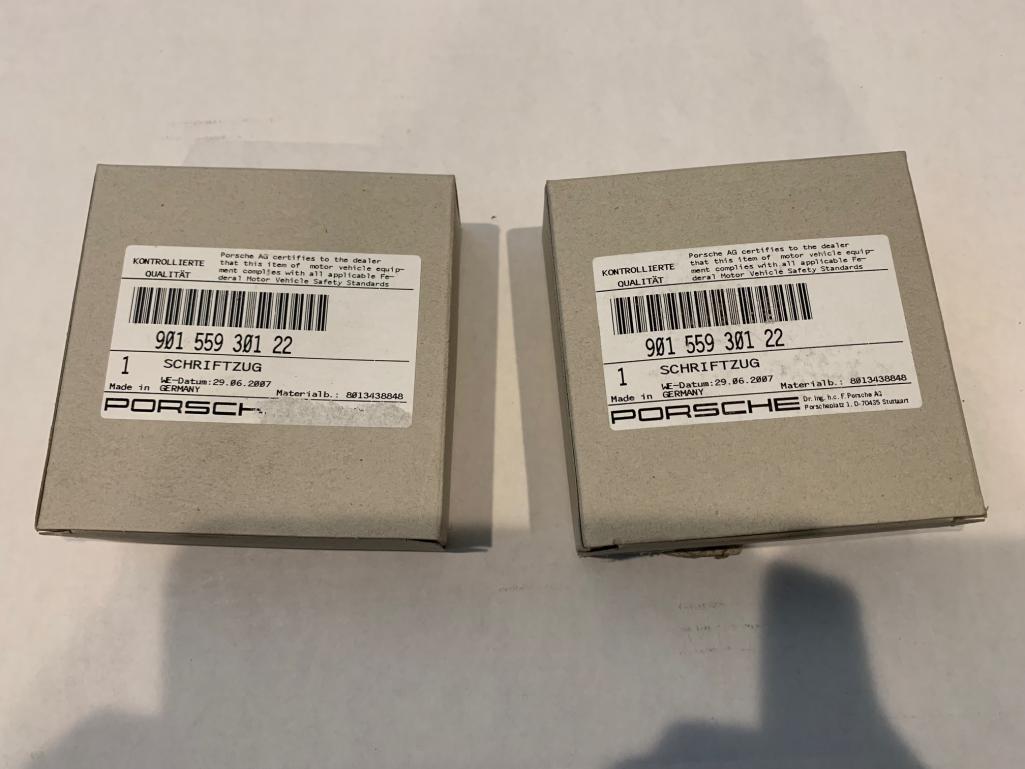 KONTROLLIERTE
QUALITÄT
Porsche AG certifies to the dealer
that this item of motor vehicle equip-
ment complies with all applicable Fe-
deral Motor Vehicle Safety Standards
901 559 301 22
1
SCHRIFTZUG
WE-Datum:29.06.2007
Made in GERMANY
Materialb.: 8013438848
PORSCH
KONTROLLIERTE
QUALITÄT
Porsche AG certifies to the dealer
that this item of motor vehicle equip-
ment complies with all applicable Fe-
deral Motor Vehicle Safety Standards
901 559 301 22
1
SCHRIFTZUG
WE-Datum:29.06.2007
Made in GERMANY
Materialb.: 8013438848
PORSCHE
Dr. Ing. h.c. F. Porsche AG
Porscheplatz 1, D-70435 Stuttgart